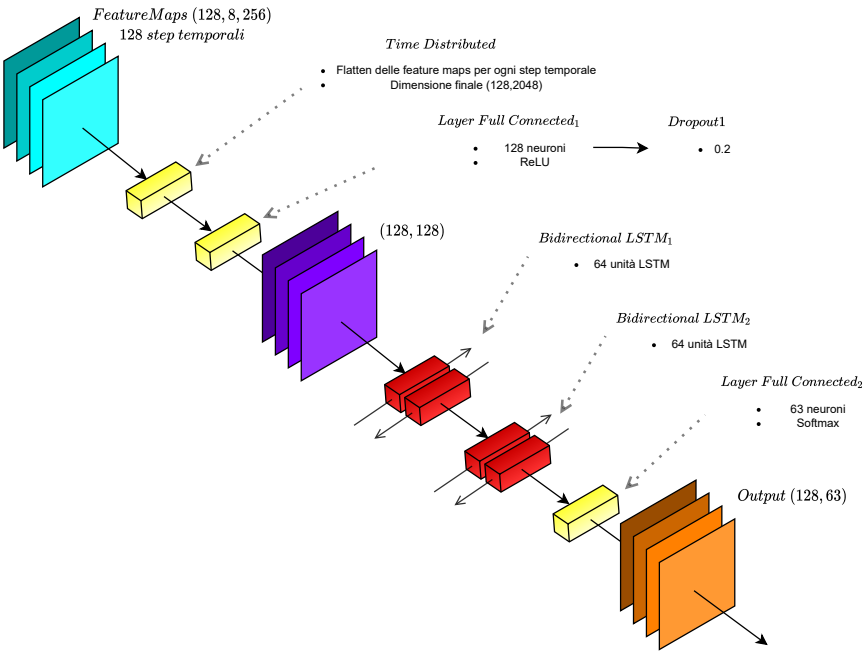 FeatureMaps (128, 8, 256)
128 step temporali
Time Distributed
• Flatten delle feature maps per ogni step temporale
• Dimensione finale (128,2048)
Layer Full Connected1
• 128 neuroni
• ReLU
Dropout1
• 0.2
(128, 128)
Bidirectional LSTM1
• 64 unità LSTM
Bidirectional LSTM2
• 64 unità LSTM
Layer Full Connected2
• 63 neuroni
• Softmax
Output (128, 63)